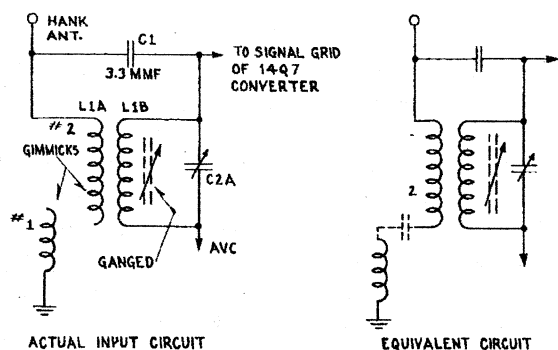 HANK
ANT.
C1
3.3 MMF
TO SIGNAL GRID
OF 14Q7
CONVERTER
L1A L1B
#2
GIMMICKS
C2A
#1
GANGED
AVC
ACTUAL INPUT CIRCUIT
2
EQUIVALENT CIRCUIT